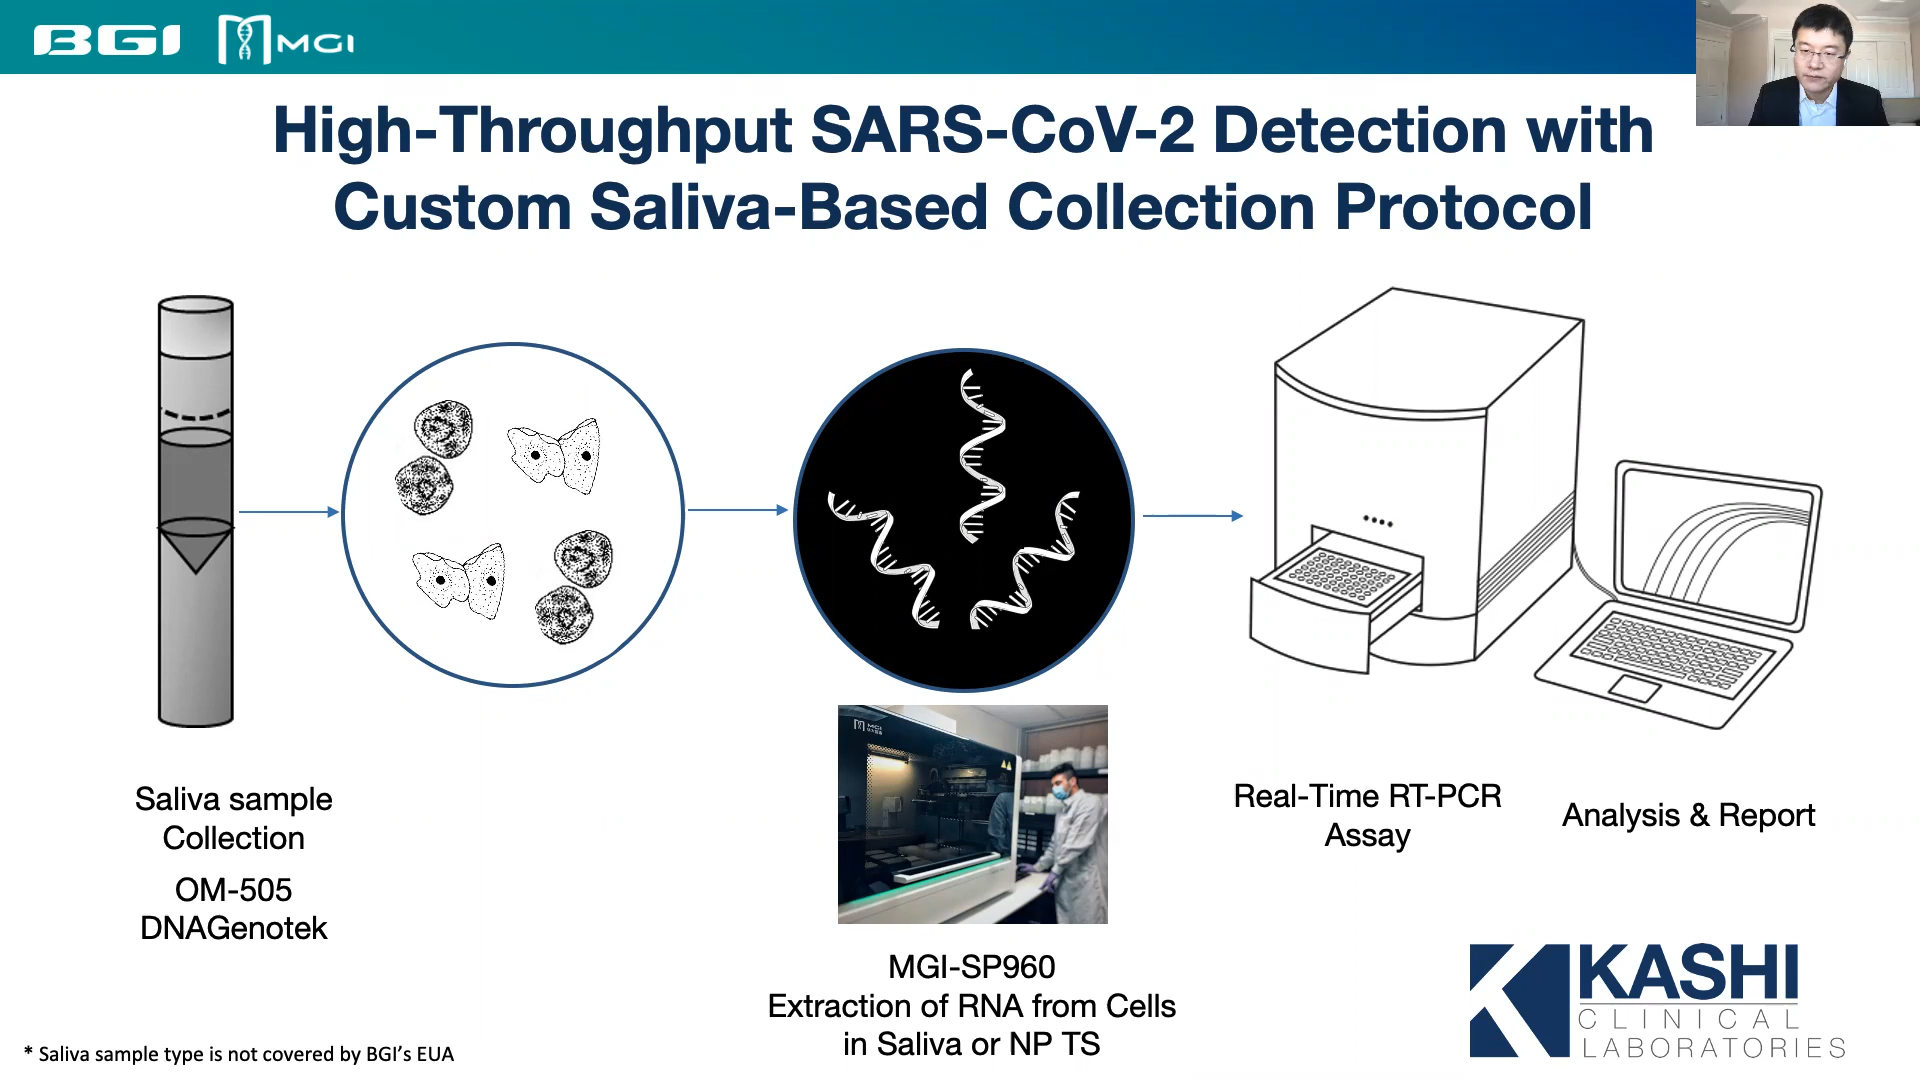 BGI MGI
High-Throughput SARS-CoV-2 Detection with
Custom Saliva-Based Collection Protocol
Saliva sample
Collection
OM-505
DNAGenotek
MGI
MGI-SP960
Extraction of RNA from Cells
in Saliva or NP TS
Real-Time RT-PCR
Assay
Analysis & Report
KASHI
CLINICAL
LABORATORIES
* Saliva sample type is not covered by BGI's EUA